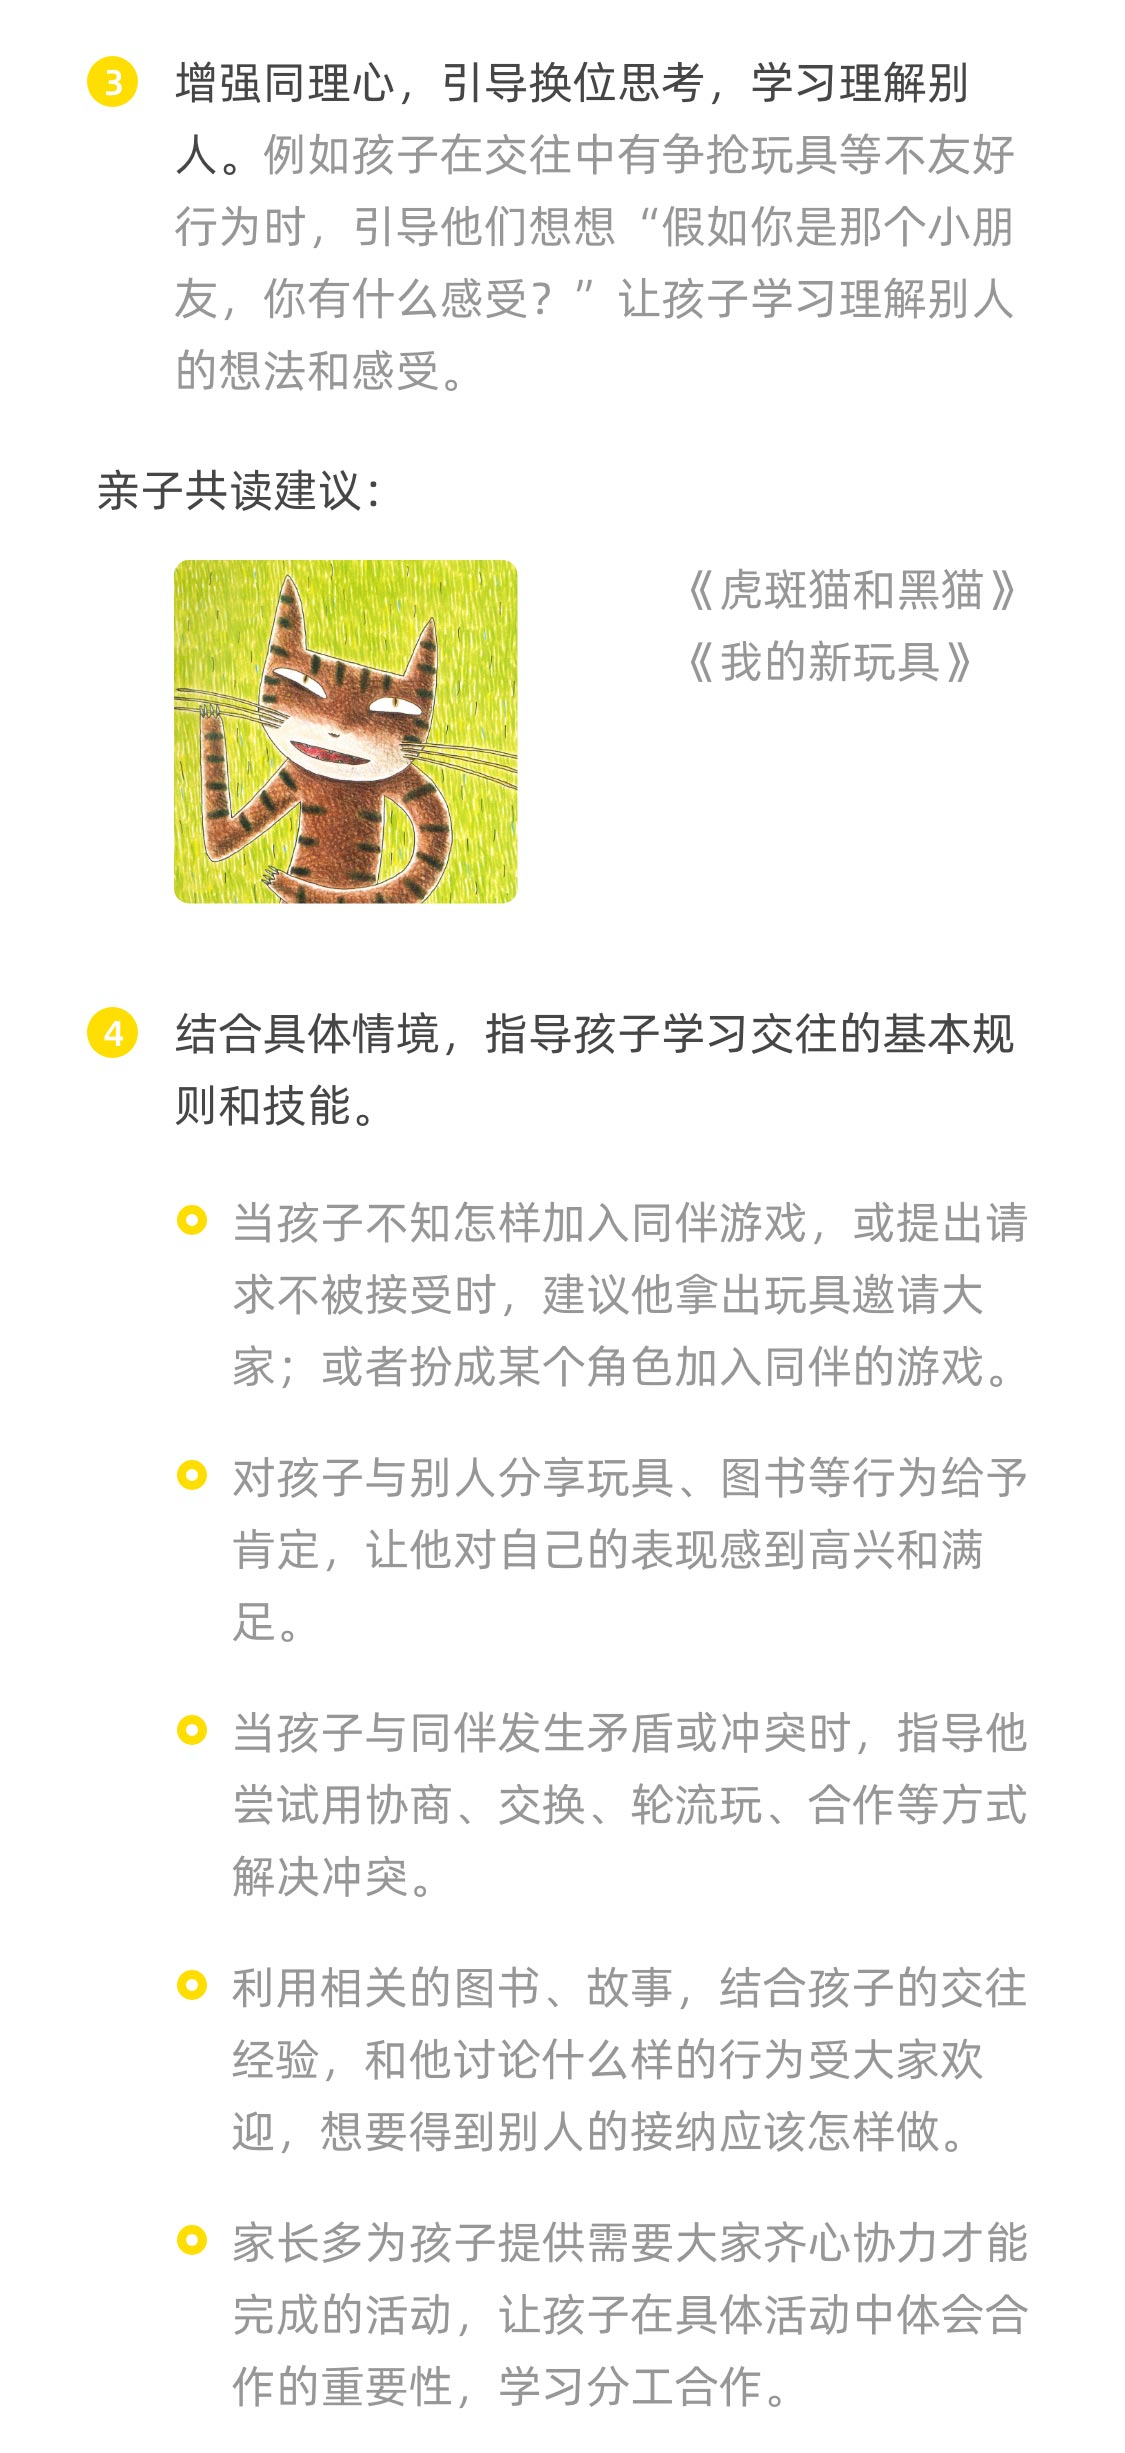 3 增强同理心，引导换位思考，学习理解别
人。例如孩子在交往中有争抢玩具等不友好
行为时，引导他们想想“假如你是那个小朋
友，你有什么感受？”让孩子学习理解别人
的想法和感受。
亲子共读建议：
《虎斑猫和黑猫》
《我的新玩具》
4 结合具体情境，指导孩子学习交往的基本规
则和技能。
当孩子不知怎样加入同伴游戏，或提出请
求不被接受时，建议他拿出玩具邀请大
家；或者扮成某个角色加入同伴的游戏。
对孩子与别人分享玩具、图书等行为给予
肯定，让他对自己的表现感到高兴和满
足。
当孩子与同伴发生矛盾或冲突时，指导他
尝试用协商、交换、轮流玩、合作等方式
解决冲突。
利用相关的图书、故事，结合孩子的交往
经验，和他讨论什么样的行为受大家欢
迎，想要得到别人的接纳应该怎样做。
家长多为孩子提供需要大家齐心协力才能
完成的活动，让孩子在具体活动中体会合
作的重要性，学习分工合作。